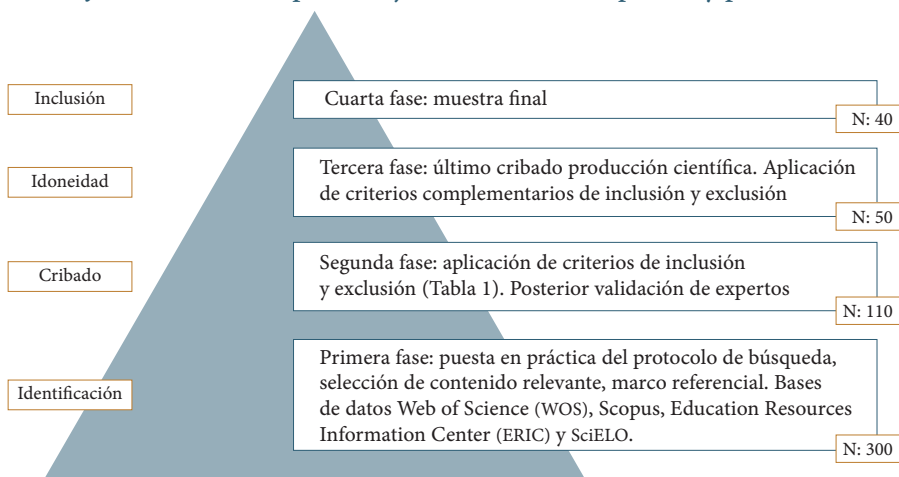 Inclusión
Cuarta fase: muestra final
N: 40
Idoneidad
Tercera fase: último cribado producción científica. Aplicación
de criterios complementarios de inclusión y exclusión
N: 50
Cribado
Segunda fase: aplicación de criterios de inclusión
y exclusión (Tabla 1). Posterior validación de expertos
N: 110
Identificación
Primera fase: puesta en práctica del protocolo de búsqueda,
selección de contenido relevante, marco referencial. Bases
de datos Web of Science (WOS), Scopus, Education Resources
Information Center (ERIC) y SciELO.
N: 300